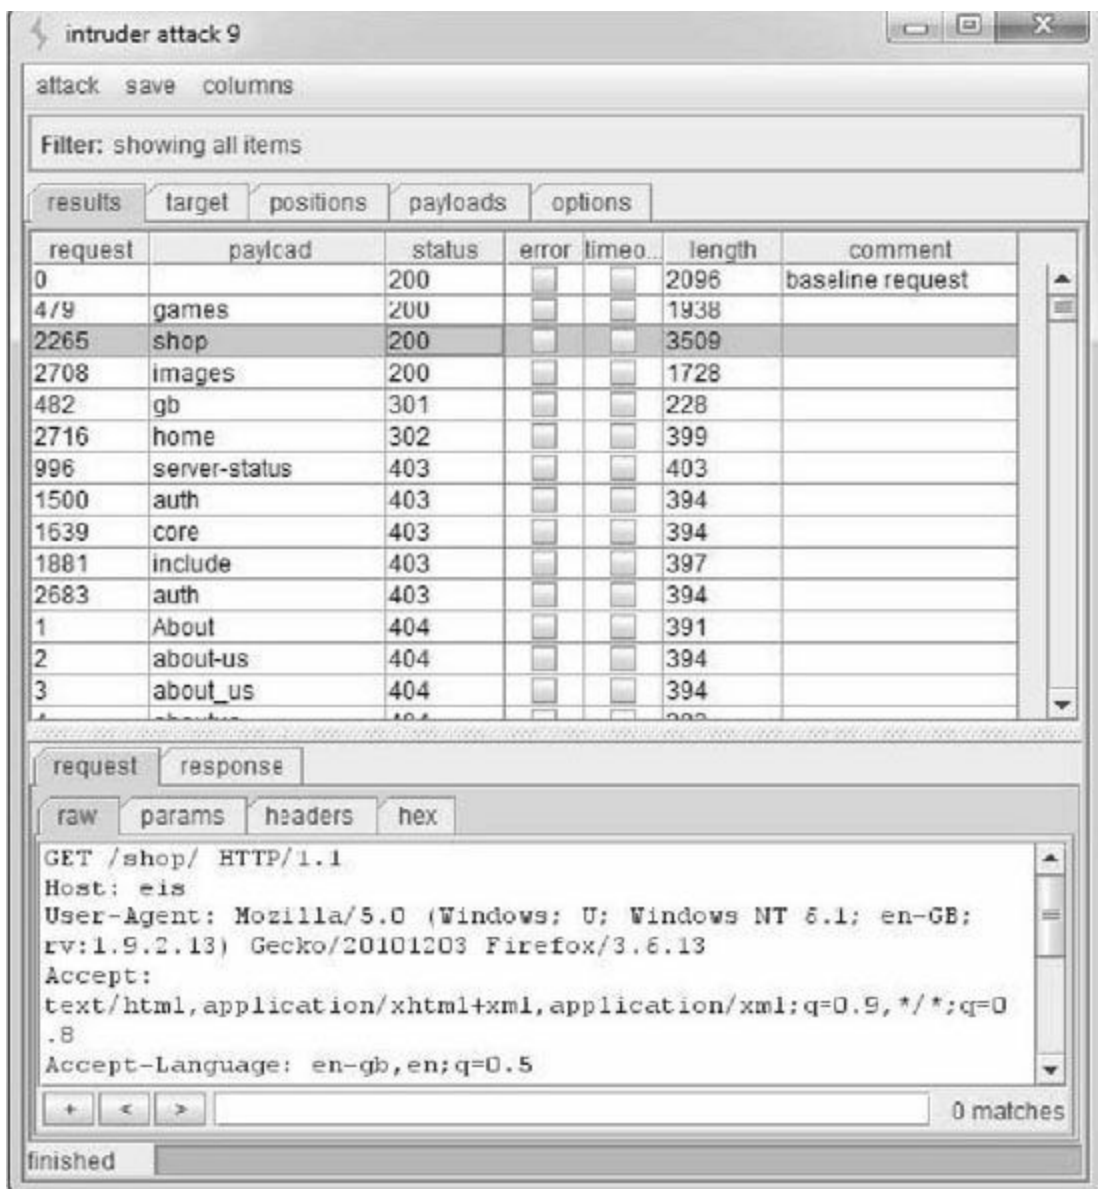 intruder attack 9
attack save columns
Filter: showing all items
results target positions payloads options
request payload status error timeo... length comment
0 200 2096 baseline request
479 games 200 1938
2265 shop 200 3509
2708 images 200 1728
482 gb 301 228
2716 home 302 399
996 server-status 403 403
1500 auth 403 394
1639 core 403 394
1881 include 403 397
2683 auth 403 394
1 About 404 391
2 about-us 404 394
3 about_us 404 394
request response
raw params headers hex
GET /shop/ HTTP/1.1
Host: eis
User-Agent: Mozilla/5.0 (Windows; U; Windows NT 6.1; en-GB;
rv:1.9.2.13) Gecko/20101203 Firefox/3.6.13
Accept:
text/html,application/xhtml+xml,application/xml;q=0.9,*/*;q=0
.8
Accept-Language: en-gb,en;q=0.5
+ < > 0 matches
finished